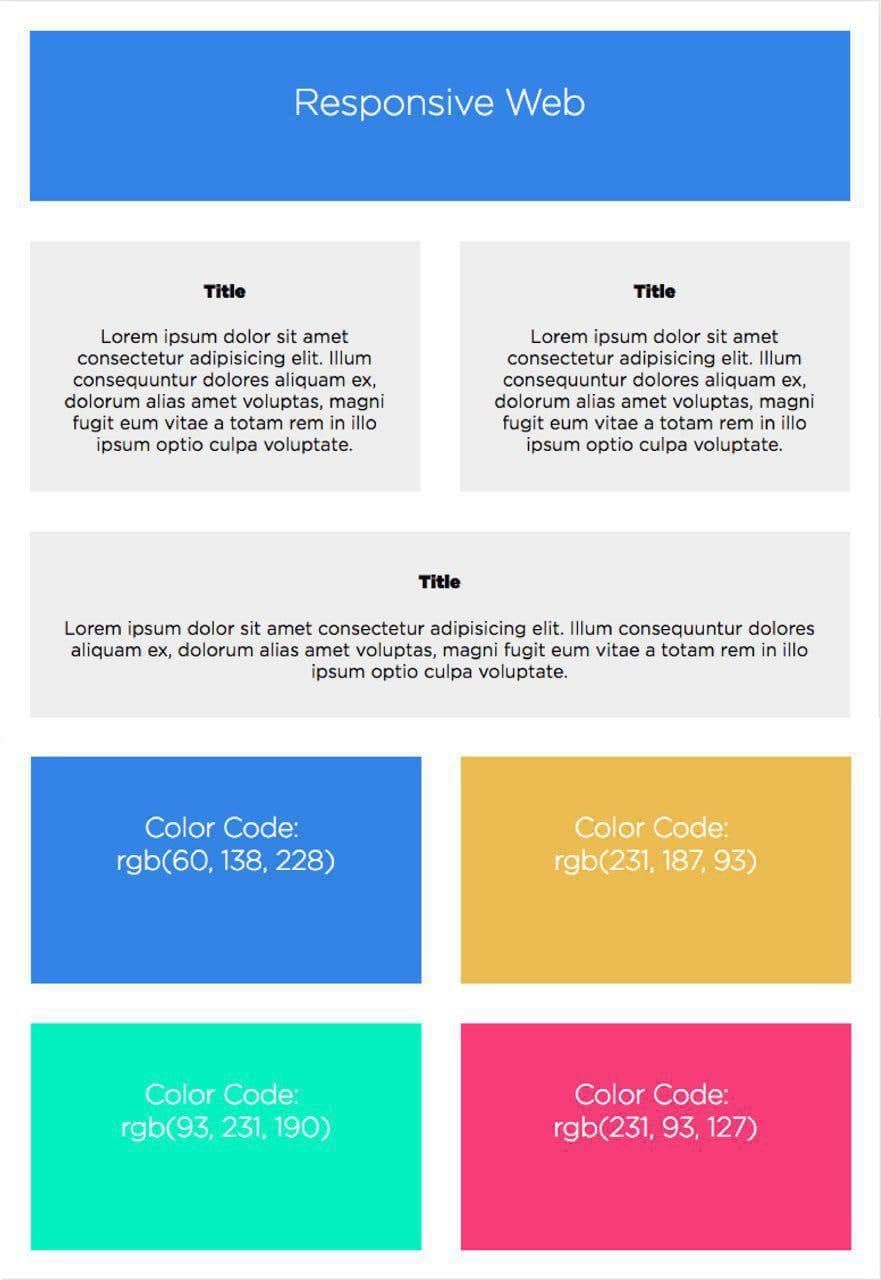 Responsive Web
Title
Lorem ipsum dolor sit amet
consectetur adipisicing elit. Illum
consequuntur dolores aliquam ex,
dolorum alias amet voluptas, magni
fugit eum vitae a totam rem in illo
ipsum optio culpa voluptate.
Title
Lorem ipsum dolor sit amet
consectetur adipisicing elit. Illum
consequuntur dolores aliquam ex,
dolorum alias amet voluptas, magni
fugit eum vitae a totam rem in illo
ipsum optio culpa voluptate.
Title
Lorem ipsum dolor sit amet consectetur adipisicing elit. Illum consequuntur dolores
aliquam ex, dolorum alias amet voluptas, magni fugit eum vitae a totam rem in illo
ipsum optio culpa voluptate.
Color Code:
rgb(60, 138, 228)
Color Code:
rgb(231, 187, 93)
Color Code:
rgb(93, 231, 190)
Color Code:
rgb(231, 93, 127)